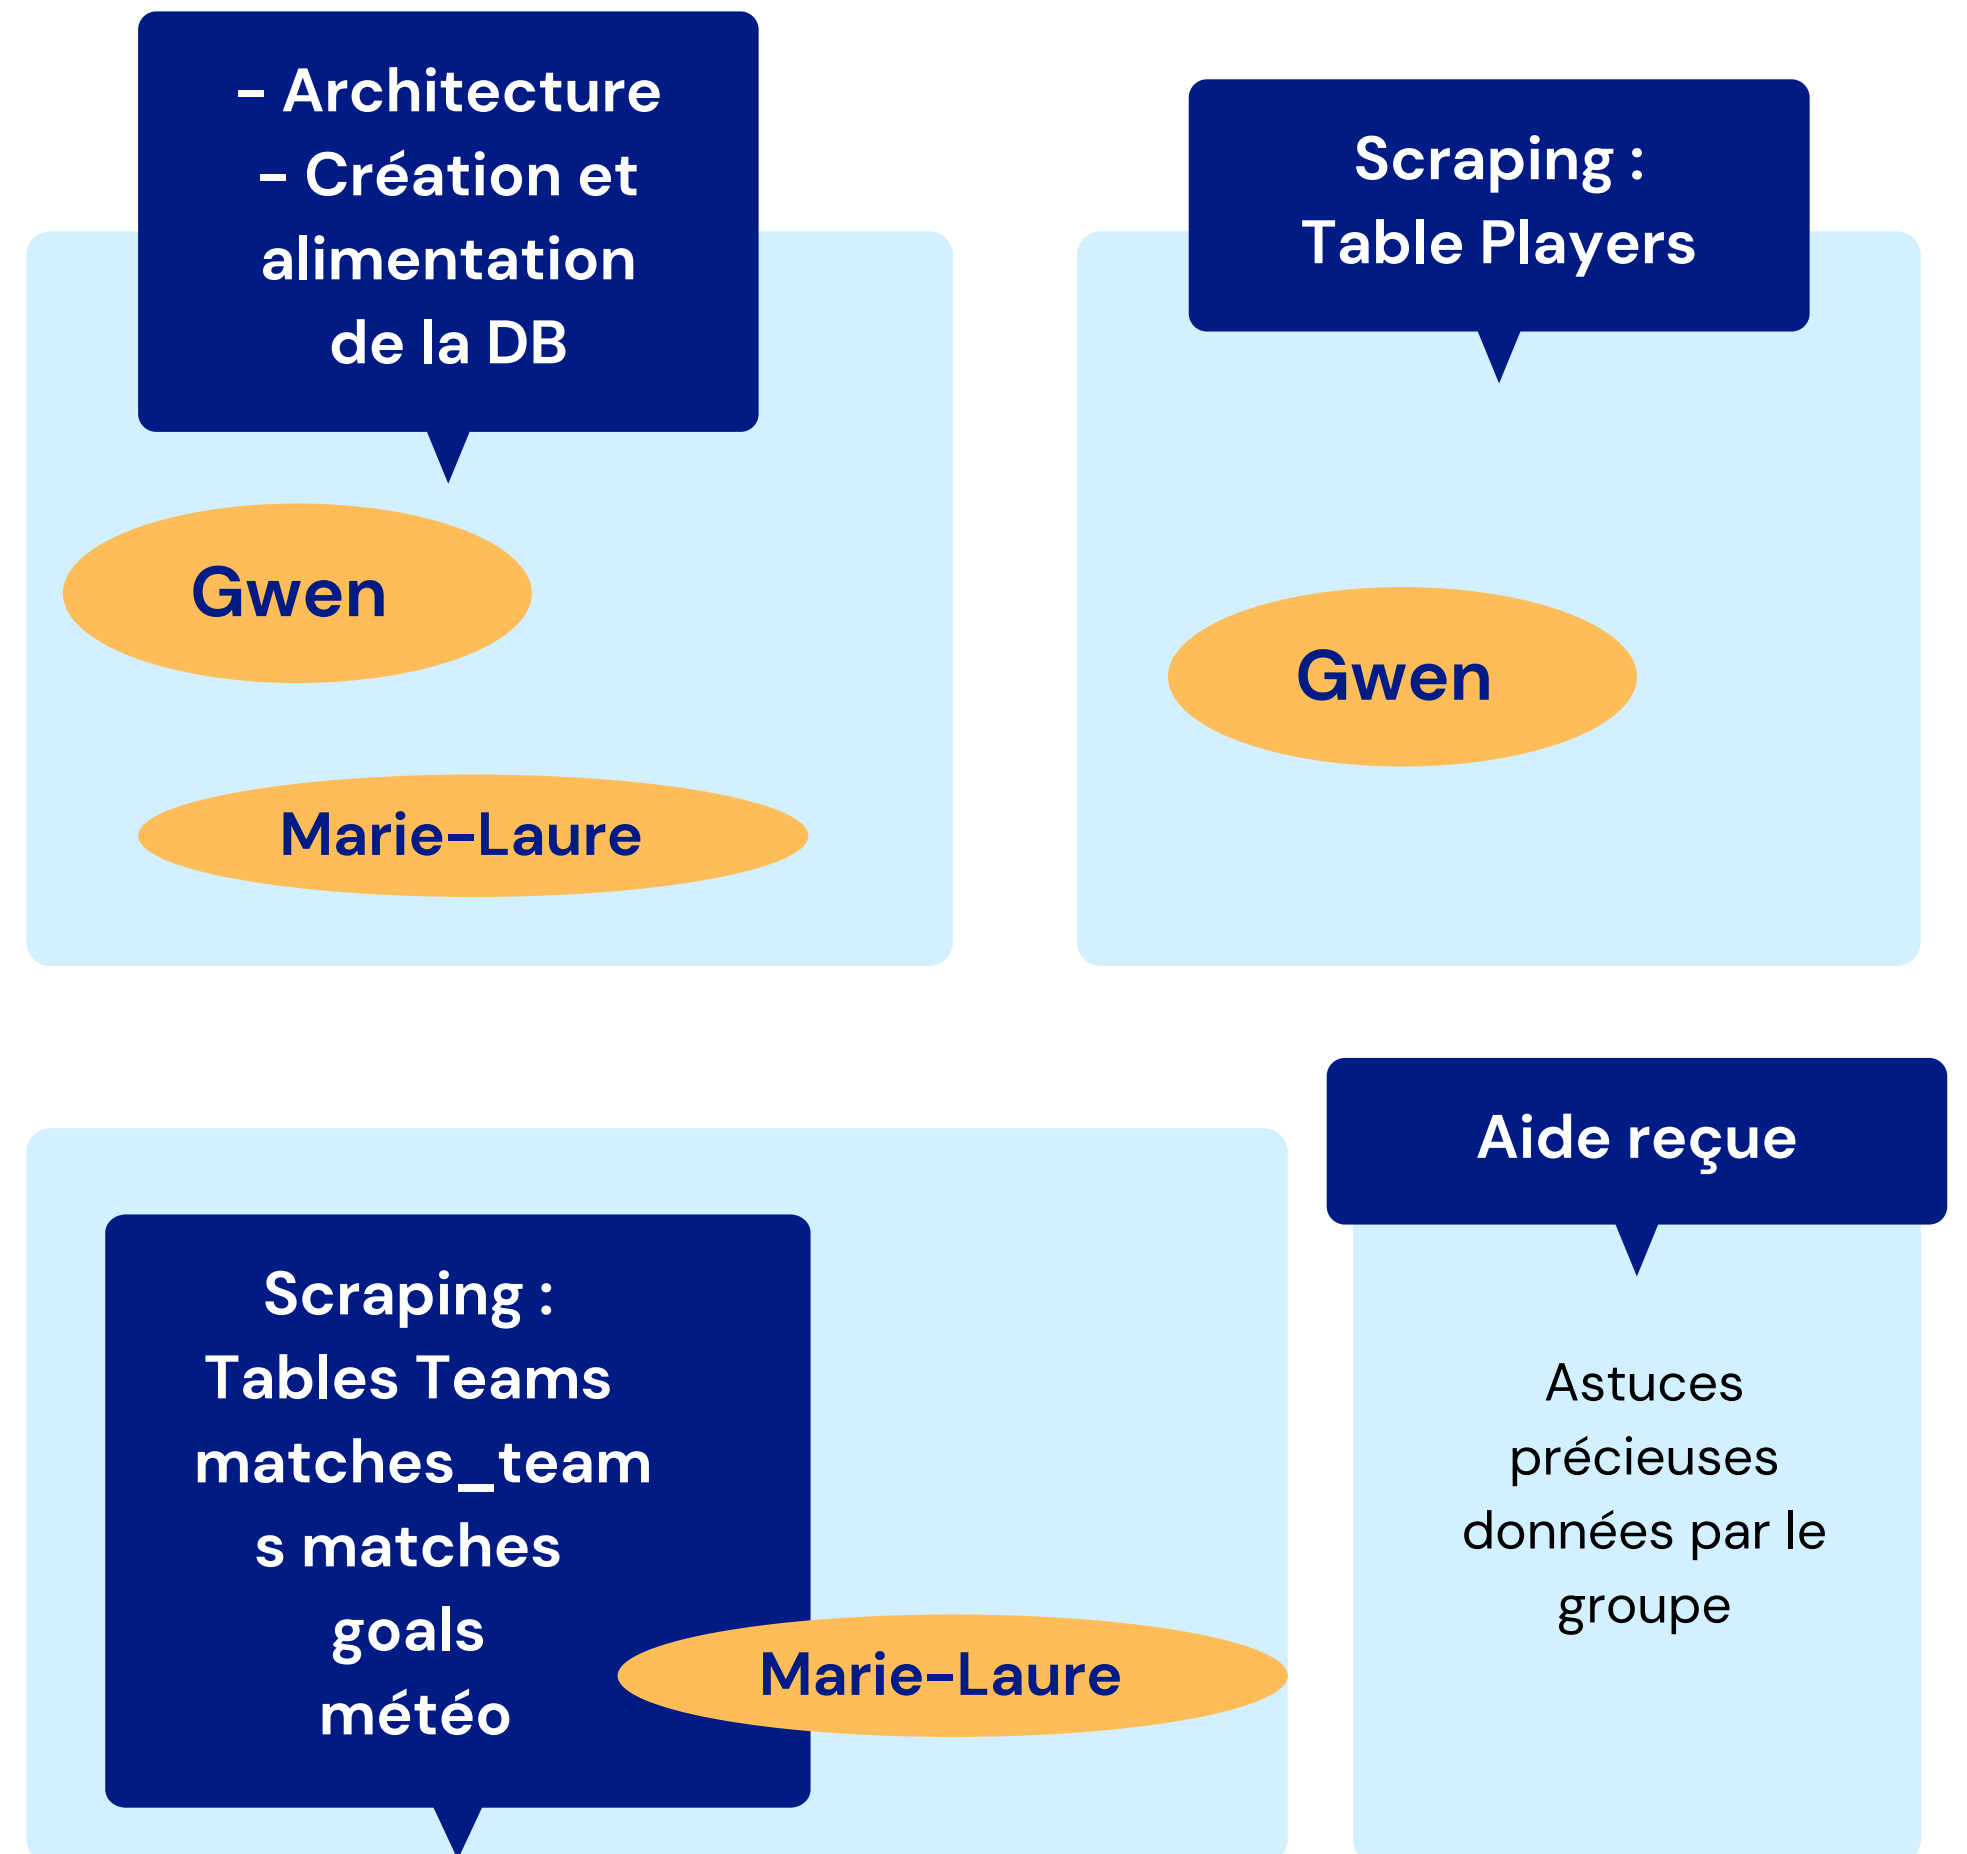 - Architecture
- Création et
alimentation
de la DB
Gwen
Marie-Laure
Scraping :
Table Players
Gwen
Scraping :
Tables Teams
matches_team
s matches
goals
météo
Marie-Laure
Aide reçue
Astuces
précieuses
données par le
groupe